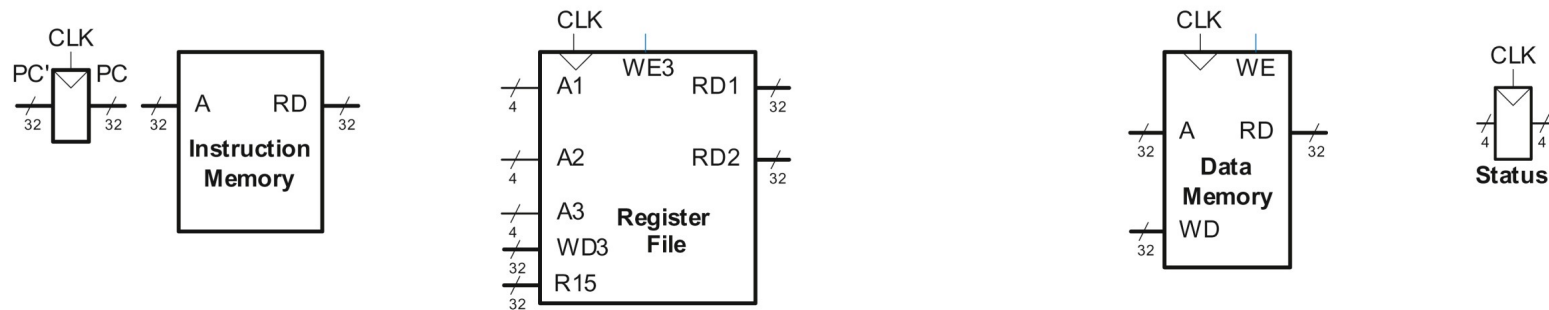 CLK
PC' PC
32 32
A RD
32 32
Instruction
Memory
CLK
WE3
A1 RD1
4 32
A2 RD2
4 32
A3
4
Register
File
WD3
32
R15
32
CLK
WE
A RD
32 32
Data
Memory
WD
32
CLK
4 4
Status